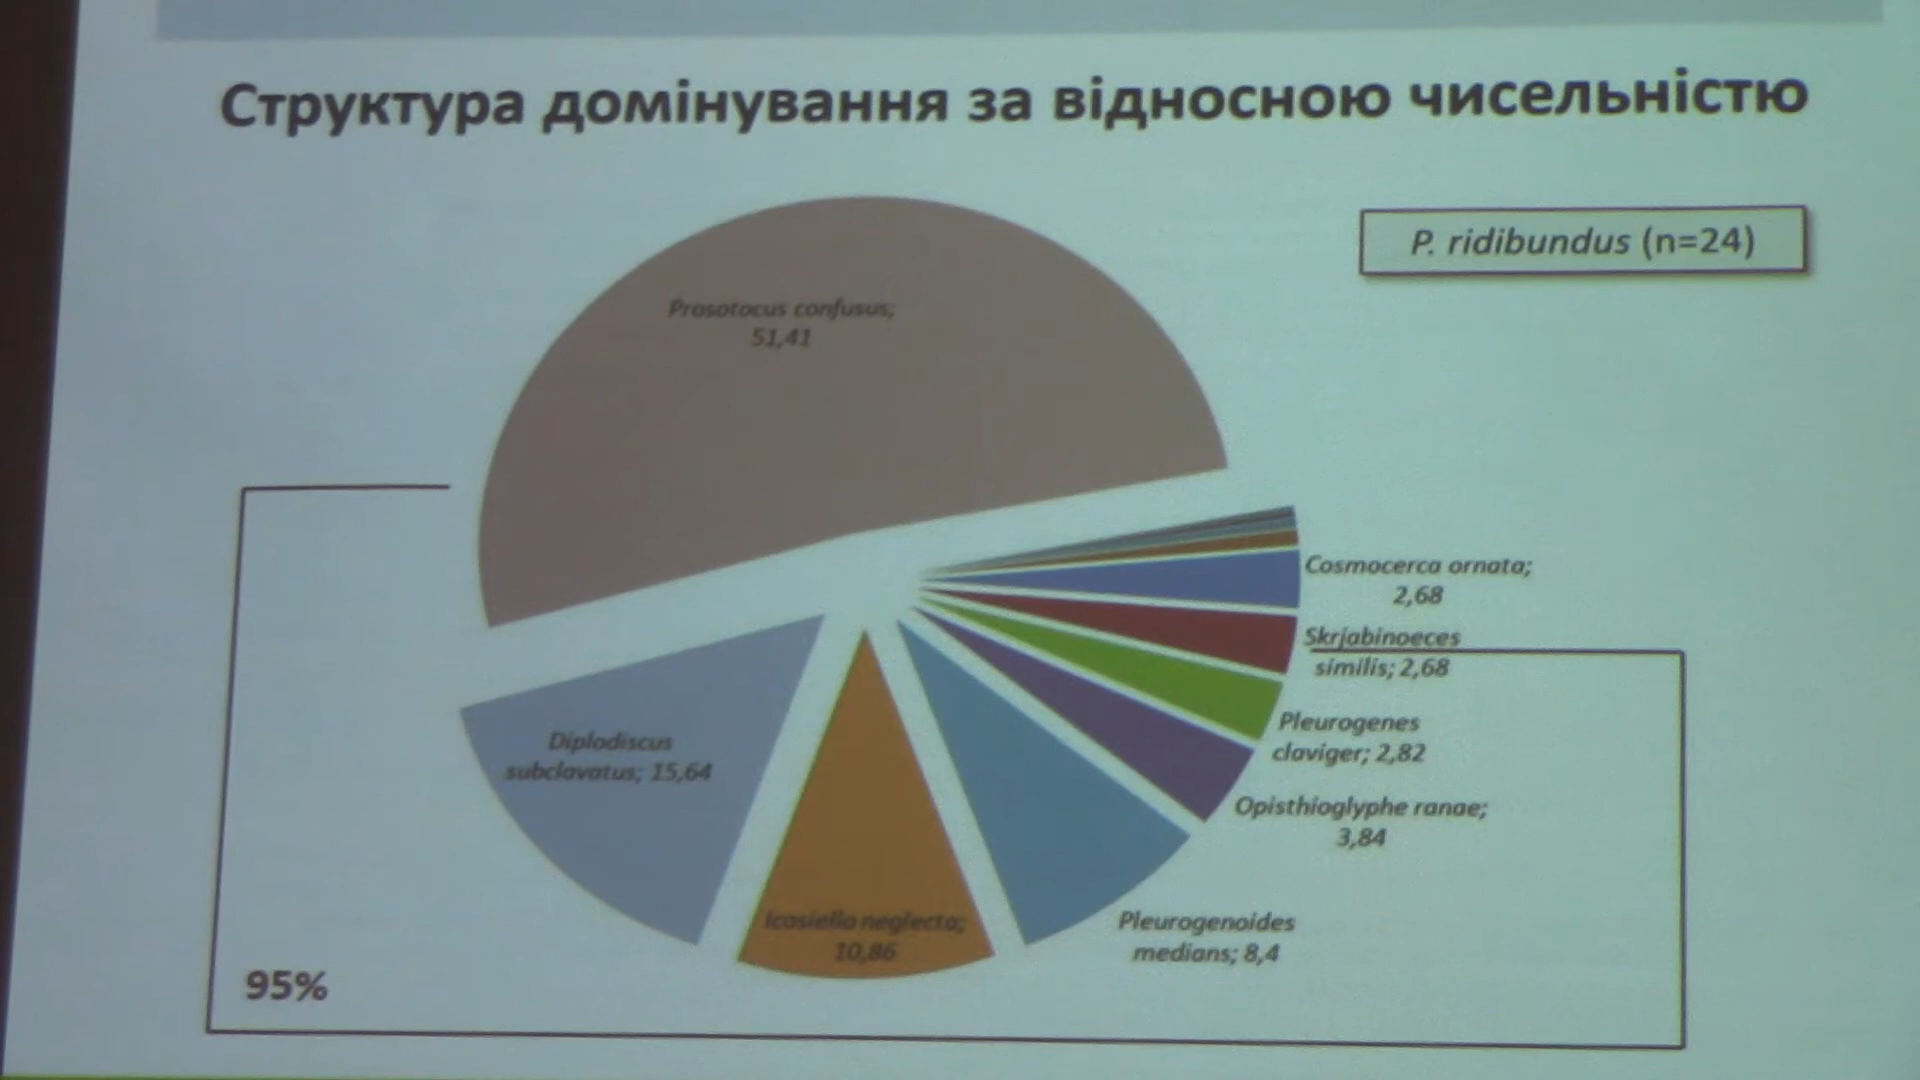 Структура домінування за відносною чисельністю
P. ridibundus (n=24)
Prosotocus confusus;
51,41
Cosmocerca ornata;
2,68
Skrjabinoeces
similis; 2,68
Pleurogenes
claviger; 2,82
Opisthioglyphe ranae;
3,84
Pleurogenoides
medians; 8,4
Icosiella neglecta;
10,86
Diplodiscus
subclavatus; 15,64
95%